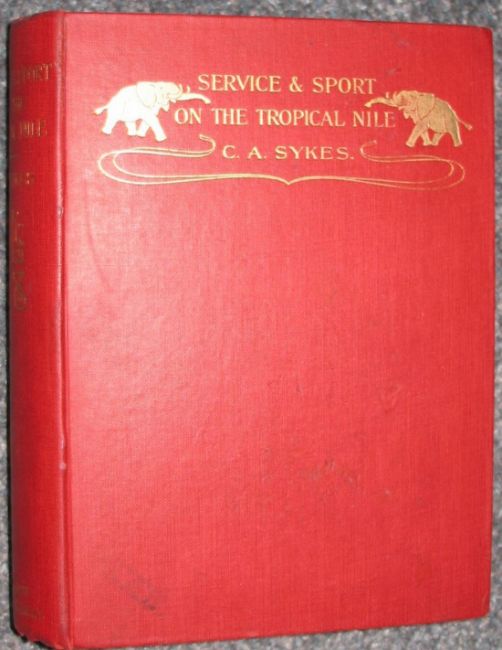 SERVICE & SPORT
ON THE TROPICAL NILE
C. A. SYKES.